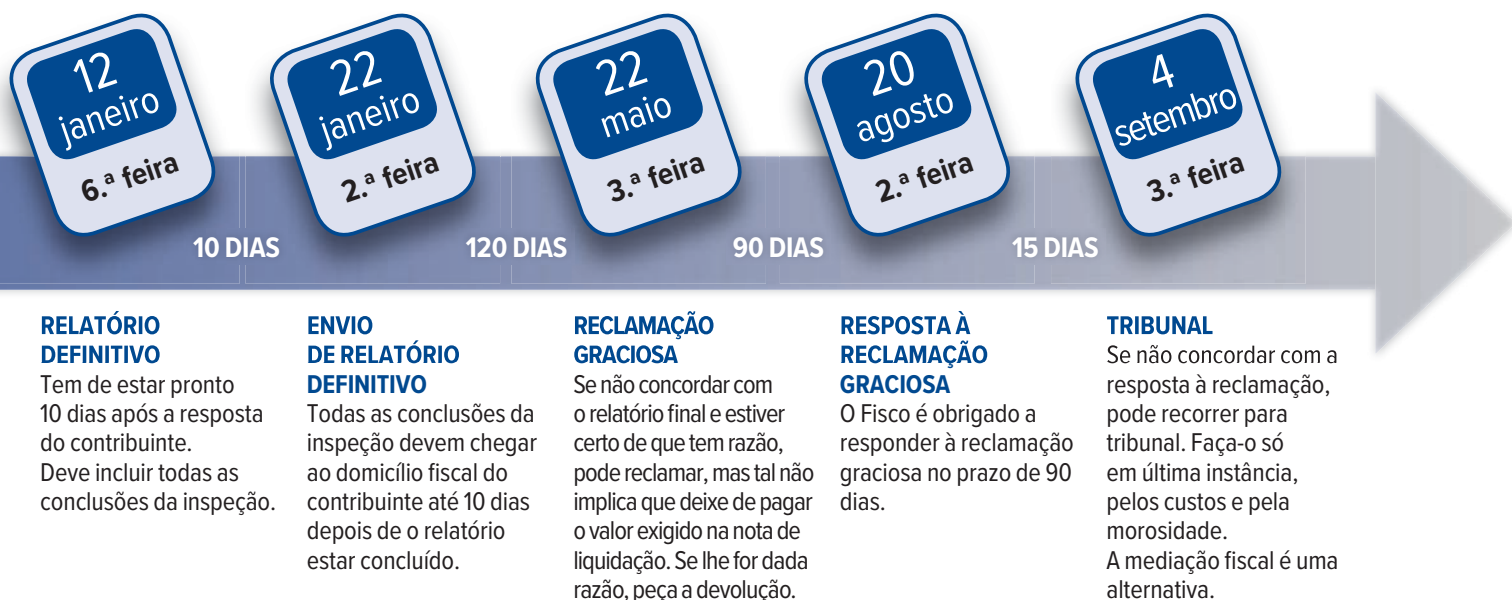 12
janeiro
6.ª feira
22
janeiro
2.ª feira
22
maio
3.ª feira
20
agosto
2.ª feira
4
setembro
3.ª feira
10 DIAS
120 DIAS
90 DIAS
15 DIAS
RELATÓRIO
DEFINITIVO
Tem de estar pronto
10 dias após a resposta
do contribuinte.
Deve incluir todas as
conclusões da inspeção.
ENVIO
DE RELATÓRIO
DEFINITIVO
Todas as conclusões da
inspeção devem chegar
ao domicílio fiscal do
contribuinte até 10 dias
depois de o relatório
estar concluído.
RECLAMAÇÃO
GRACIOSA
Se não concordar com
o relatório final e estiver
certo de que tem razão,
pode reclamar, mas tal não
implica que deixe de pagar
o valor exigido na nota de
liquidação. Se lhe for dada
razão, peça a devolução.
RESPOSTA À
RECLAMAÇÃO
GRACIOSA
O Fisco é obrigado a
responder à reclamação
graciosa no prazo de 90
dias.
TRIBUNAL
Se não concordar com a
resposta à reclamação,
pode recorrer para
tribunal. Faça-o só
em última instância,
pelos custos e pela
morosidade.
A mediação fiscal é uma
alternativa.